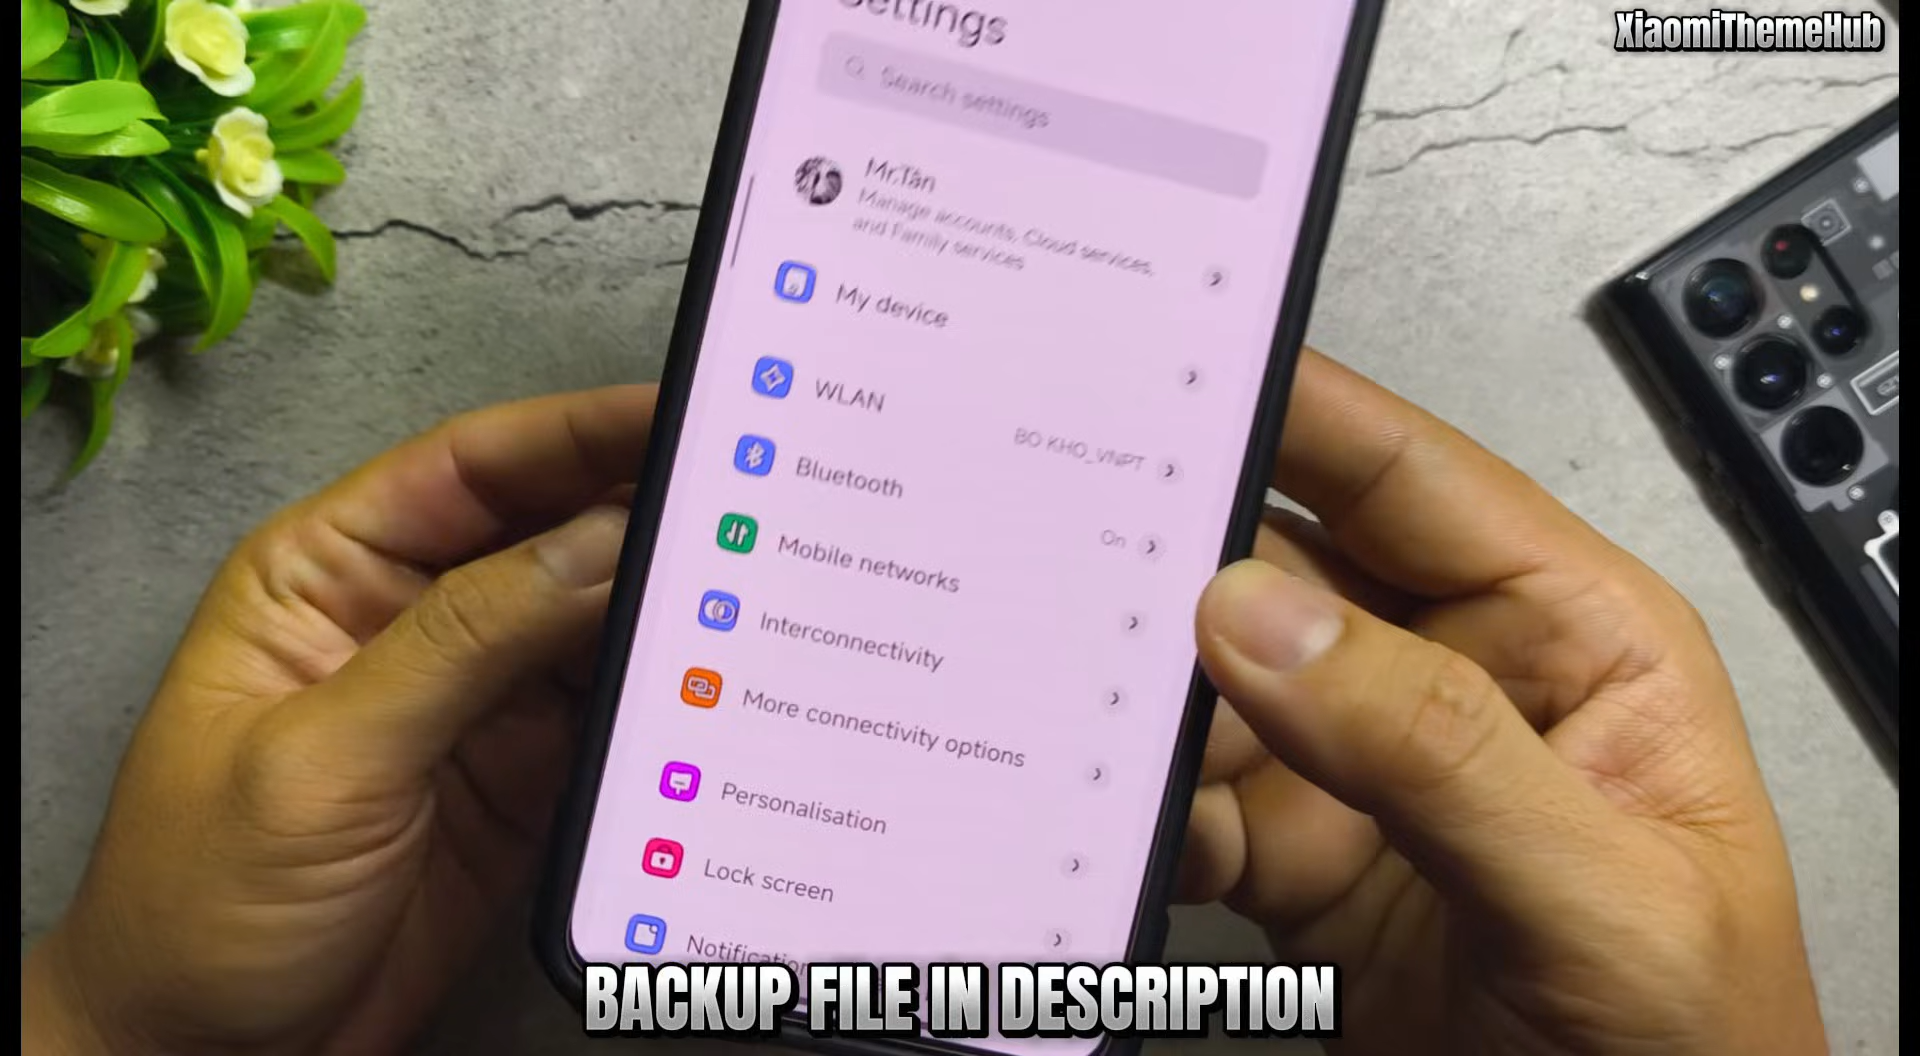 XiaomiThemeHub
Settings
Search settings
Mr.Tân
Manage accounts, Cloud services,
and Family services
My device
WLAN
BO KHO_VNPT
Bluetooth
On
Mobile networks
Interconnectivity
More connectivity options
Personalisation
Lock screen
Notification
BACKUP FILE IN DESCRIPTION